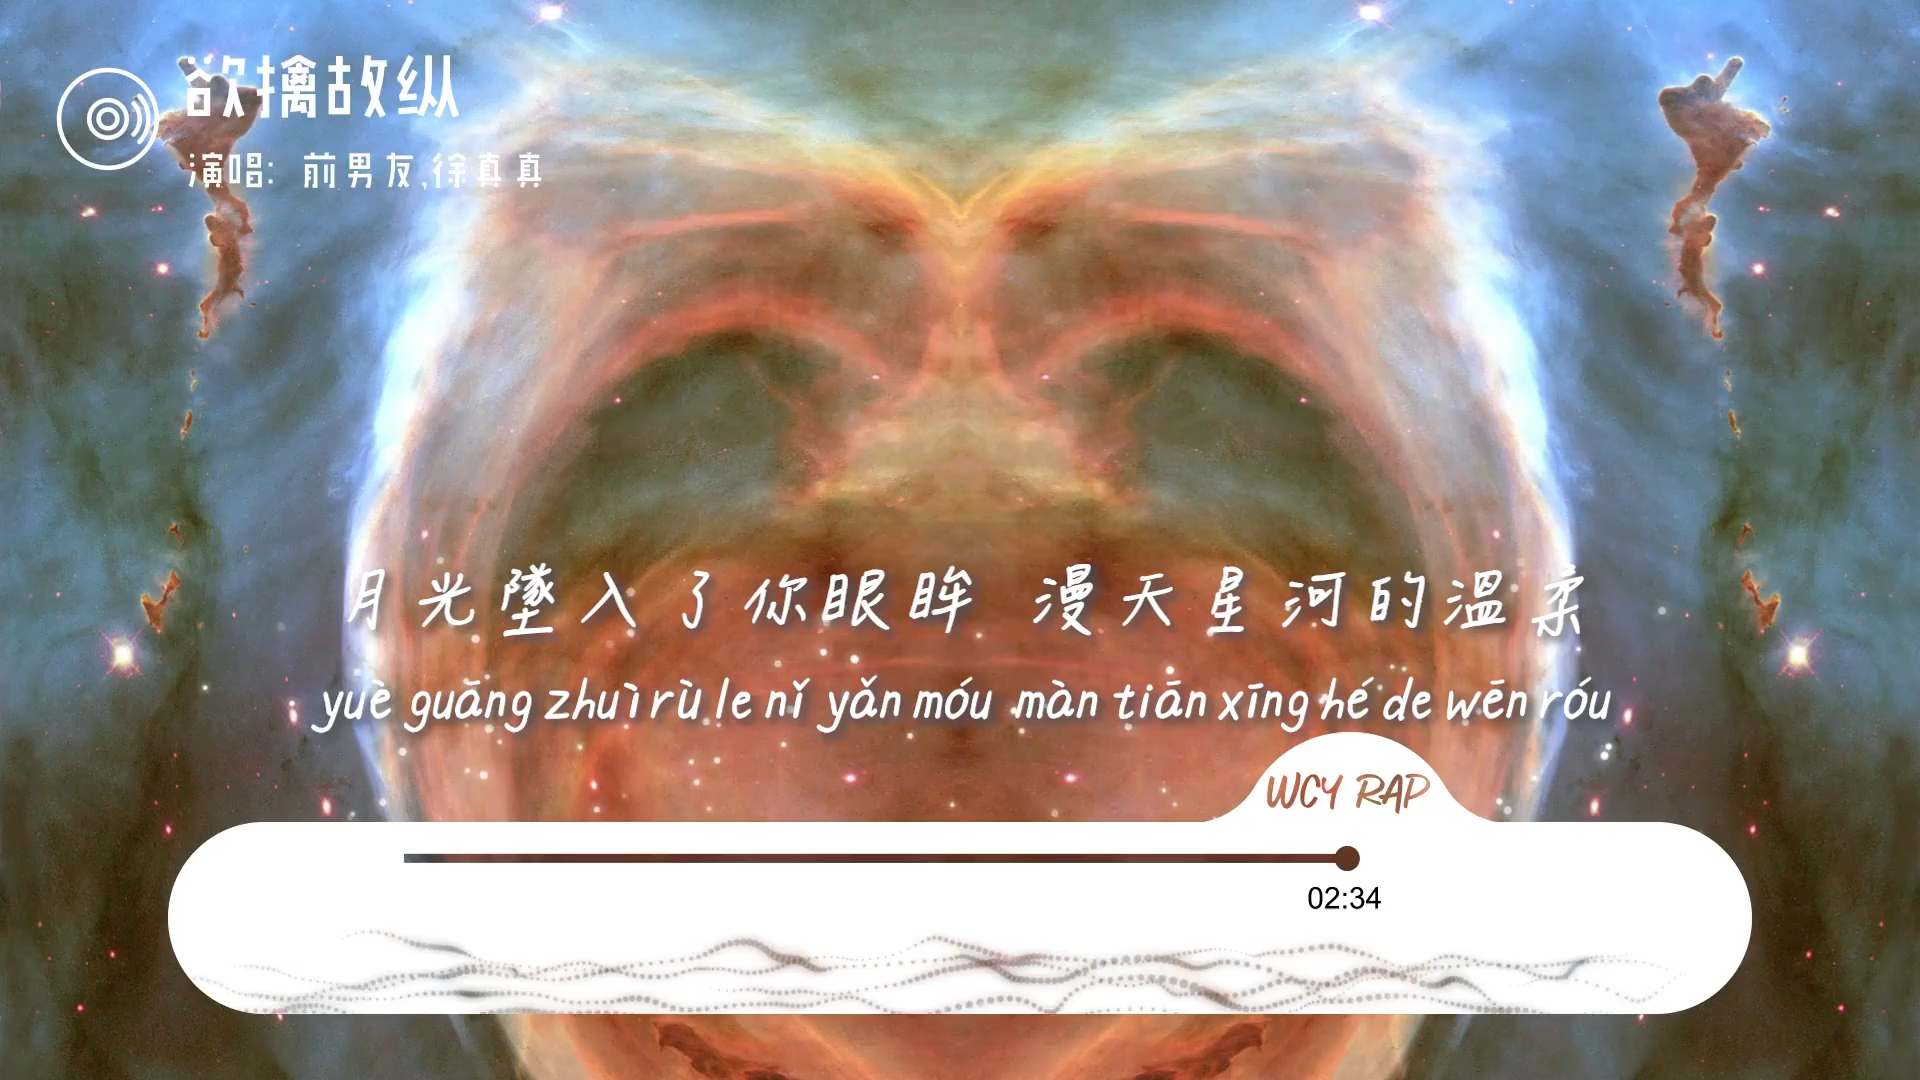 欲擒故纵
演唱: 前男友,徐真真
月光墜入了你眼眸 漫天星河的溫柔
yuè guāng zhuì rù le nǐ yǎn móu màn tiān xīng hé de wēn róu
WCY RAP
02:34